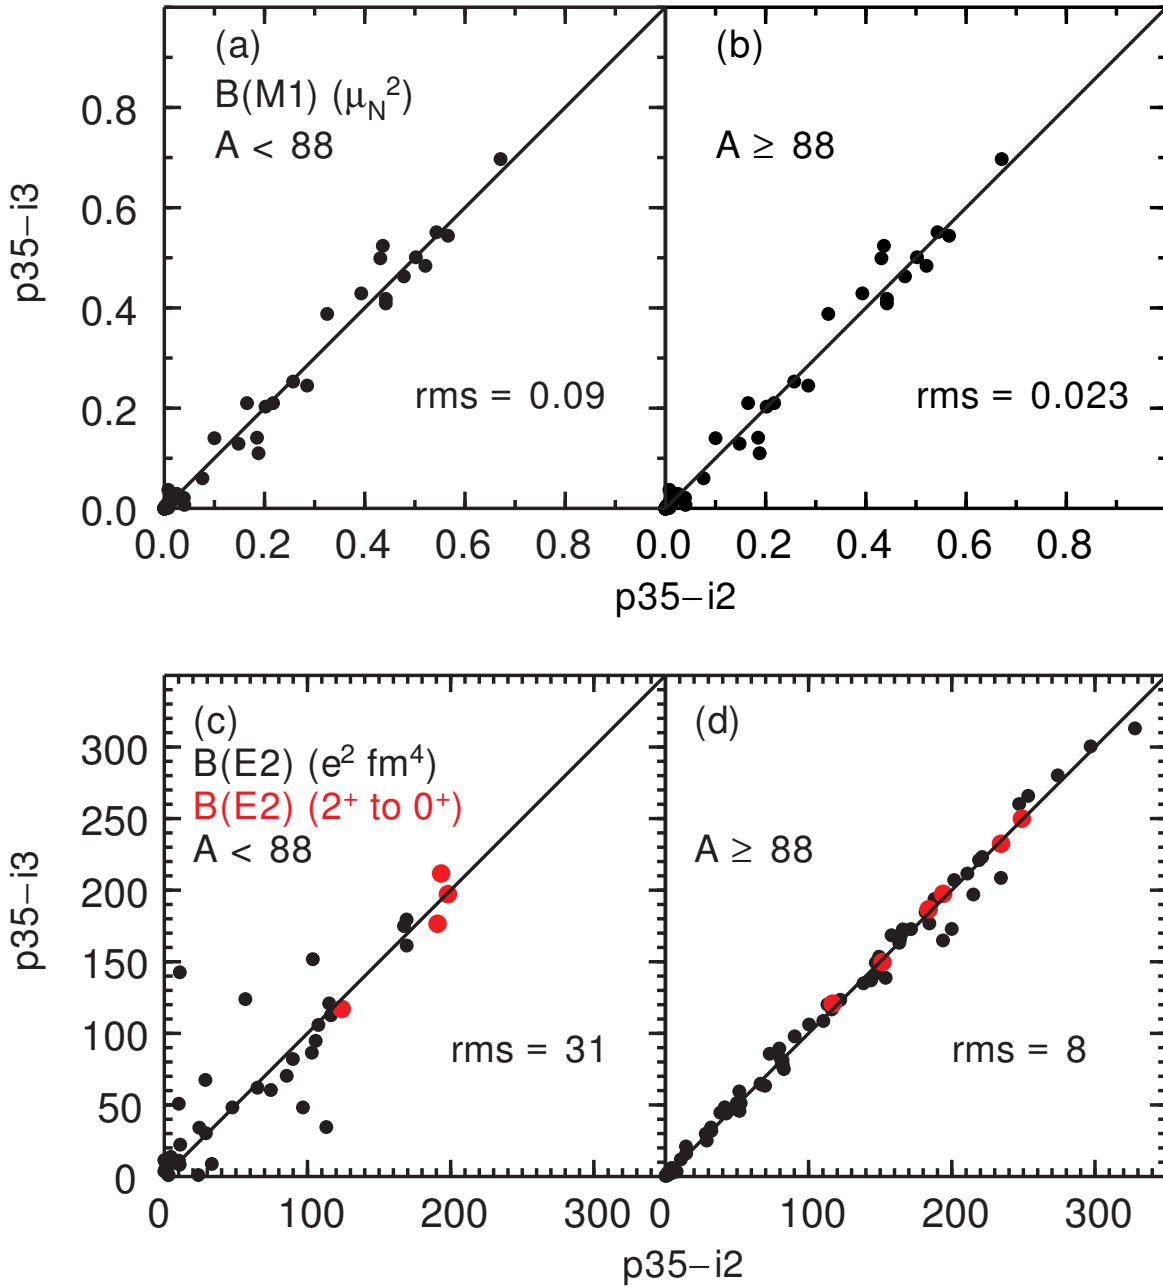 (a)
B(M1) (μN²)
A < 88
rms = 0.09
(b)
A ≥ 88
rms = 0.023
p35−i3
0.8
0.6
0.4
0.2
0.0
0.0 0.2 0.4 0.6 0.8 0.0 0.2 0.4 0.6 0.8
p35−i2
(c)
B(E2) (e² fm⁴)
B(E2) (2⁺ to 0⁺)
A < 88
rms = 31
(d)
A ≥ 88
rms = 8
p35−i3
300
250
200
150
100
50
0
0 100 200 300 0 100 200 300
p35−i2